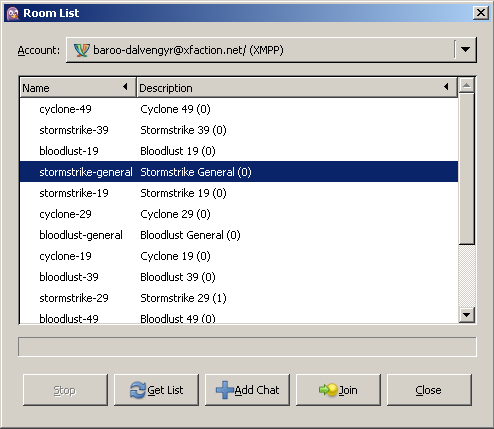 Room List
Account: baroo-dalvengyr@xfaction.net/ (XMPP)
Name Description
cyclone-49 Cyclone 49 (0)
stormstrike-39 Stormstrike 39 (0)
bloodlust-19 Bloodlust 19 (0)
stormstrike-general Stormstrike General (0)
stormstrike-19 Stormstrike 19 (0)
cyclone-29 Cyclone 29 (0)
bloodlust-general Bloodlust General (0)
cyclone-19 Cyclone 19 (0)
bloodlust-39 Bloodlust 39 (0)
stormstrike-29 Stormstrike 29 (1)
bloodlust-49 Bloodlust 49 (0)
Stop Get List Add Chat Join Close